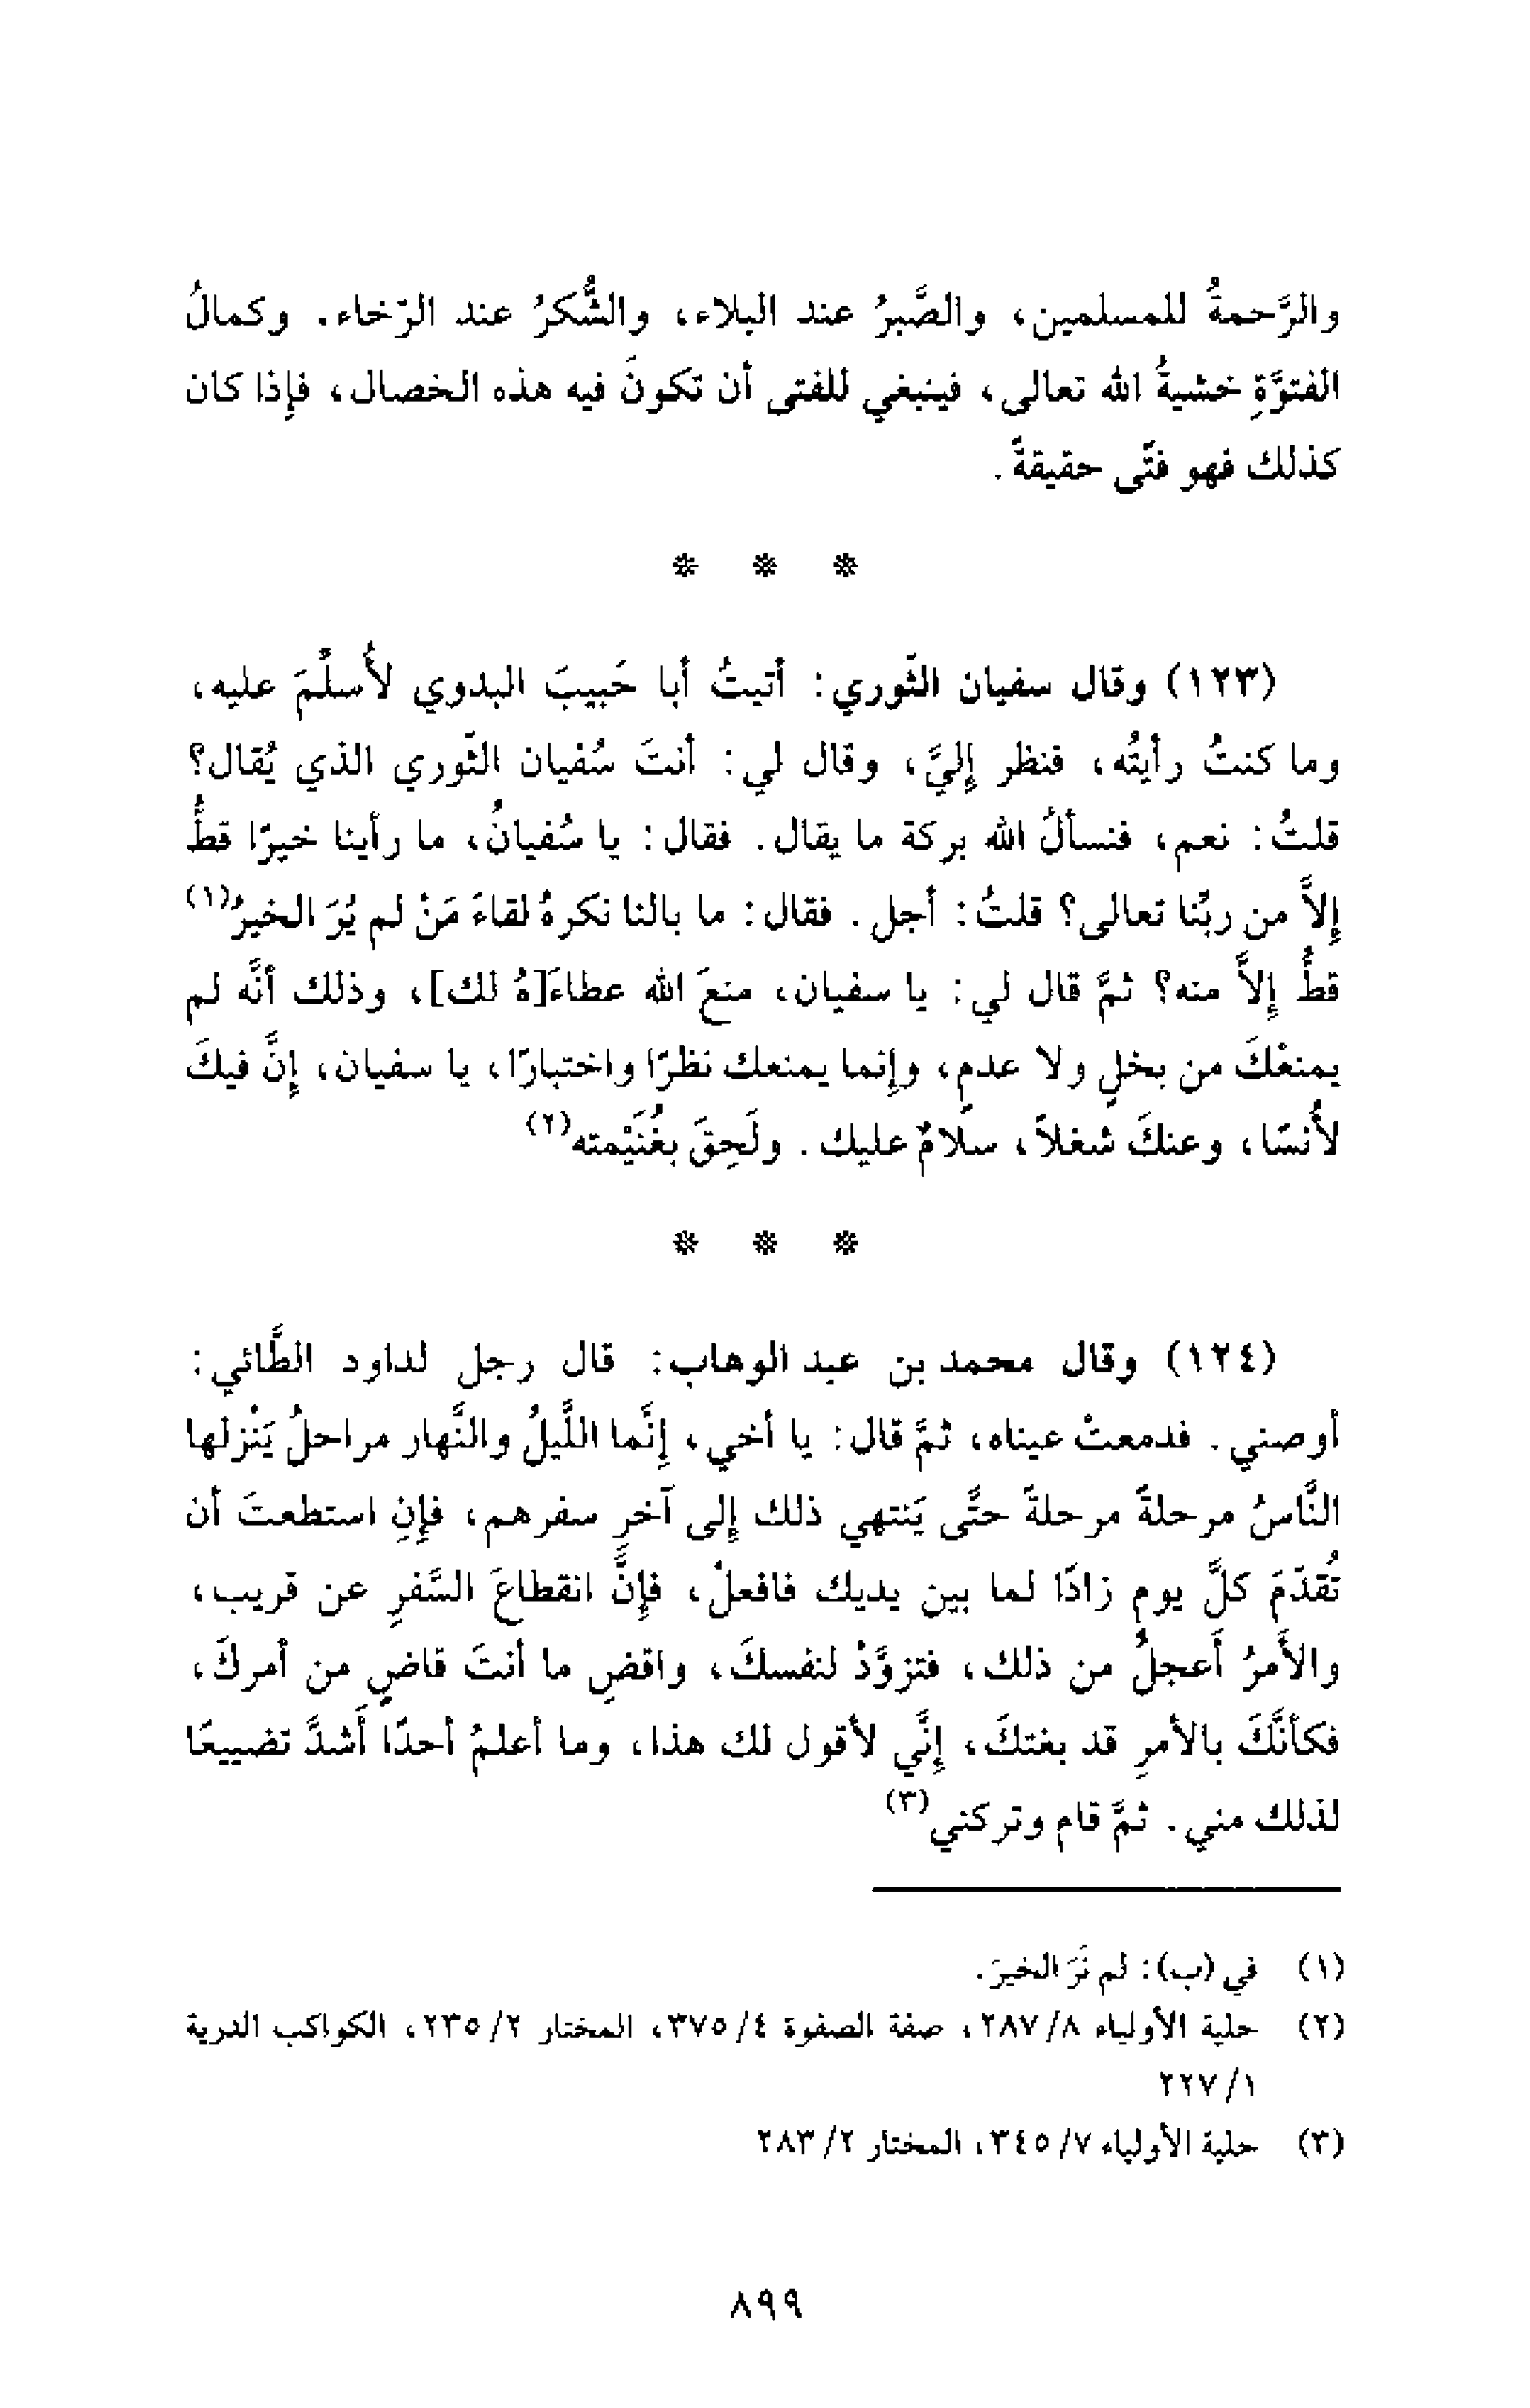 والرَّحمةُ للمسلمين، والصَّبرُ عند البلاء، والشُّكرُ عند الرّخاء. وكمالُ
الفتوَّةِ خشيةُ الله تعالى، فينبغي للفتى أن تكونَ فيه هذه الخصال، فإذا كان
كذلك فهو فتًى حقيقةً.
* * *
(١٢٣) وقال سفيان الثَّوري: أتيتُ أبا حَبيبَ البدوي لأُسلِّمَ عليه،
وما كنتُ رأيتُه، فنظر إليَّ، وقال لي: أنتَ سُفيان الثَّوري الذي يُقال؟
قلتُ: نعم، فنسألُ الله بركة ما يقال. فقال: يا سُفيانُ، ما رأينا خيرًا قطُّ
إلاَّ من ربِّنا تعالى؟ قلتُ: أجل. فقال: ما بالنا نكرهُ لقاءَ مَنْ لم يُرَ الخيرُ(١)
قطُّ إلاَّ منه؟ ثمَّ قال لي: يا سفيان، منعَ الله عطاءَ[هُ لك]، وذلك أنَّه لم
يمنعْكَ من بخلٍ ولا عدمٍ، وإنما يمنعك نظرًا واختبارًا، يا سفيان، إنَّ فيكَ
لأُنسًا، وعنكَ شغلاً، سلامٌ عليك. ولَحِقَ بغُنَيْمته(٢)
* * *
(١٢٤) وقال محمد بن عبد الوهاب: قال رجل لداود الطَّائي:
أوصني. فدمعتْ عيناه، ثمَّ قال: يا أخي، إنَّما اللَّيلُ والنَّهار مراحلُ يَنْزلها
النَّاسُ مرحلةً مرحلةً حتَّى يَنتهي ذلك إلى آخرِ سفرهم، فإنِ استطعتَ أن
تُقدّمَ كلَّ يومٍ زادًا لما بين يديك فافعلْ، فإنَّ انقطاعَ السَّفرِ عن قريب،
والأَمرُ أَعجلُ من ذلك، فتزوَّدْ لنفسكَ، واقضِ ما أنتَ قاضٍ من أمركَ،
فكأنَّكَ بالأمرِ قد بغتكَ، إنَّي لأقول لك هذا، وما أعلمُ أحدًا أَشدَّ تضييعًا
لذلك مني. ثمَّ قام وتركني(٣)
(١) في (ب): لم نَرَ الخيرَ.
(٢) حلية الأولياء ٨/ ٢٨٧، صفة الصفوة ٤/ ٣٧٥، المختار ٢/ ٢٣٥، الكواكب الدرية
١/ ٢٢٧
(٣) حلية الأولياء ٧/ ٣٤٥، المختار ٢/ ٢٨٣
٨٩٩